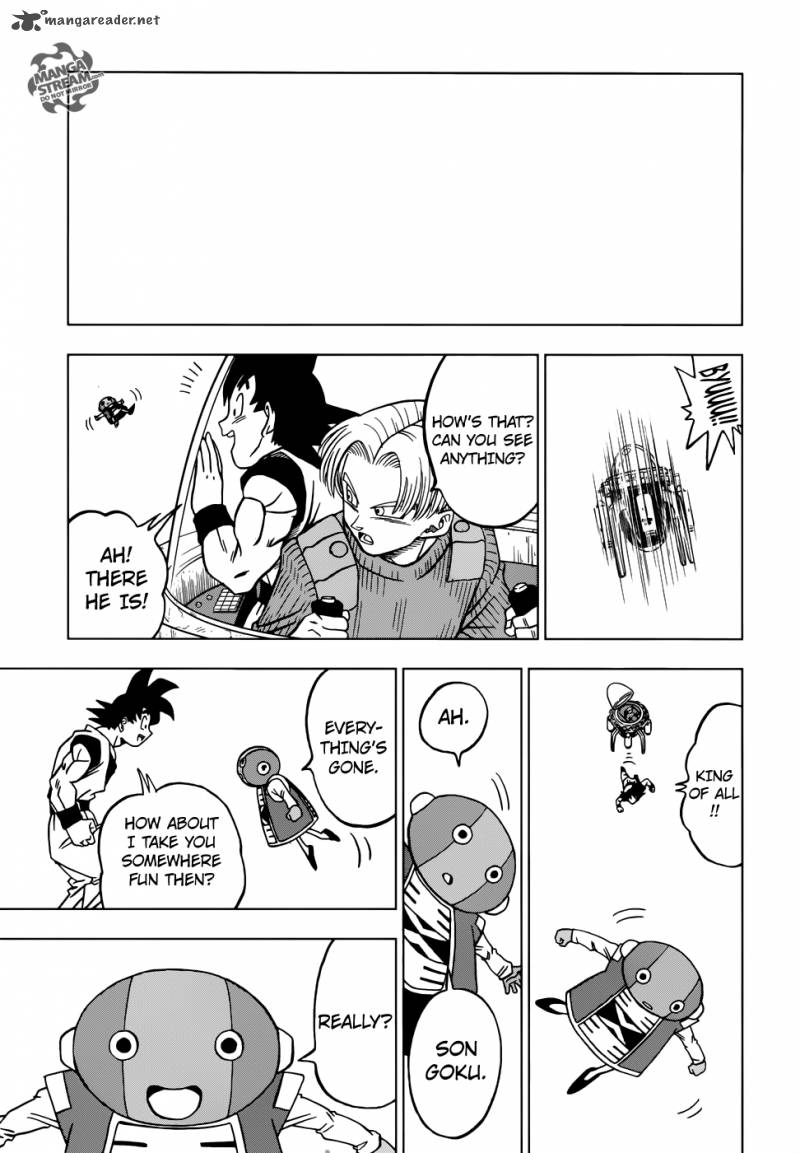 mangareader.net
MANGA
STREAM.com
DO NOT MIRROR
BYUUU!!
HOW'S THAT?
CAN YOU SEE
ANYTHING?
AH!
THERE
HE IS!
KING
OF ALL
!!
AH.
SON
GOKU.
EVERY-
THING'S
GONE.
HOW ABOUT
I TAKE YOU
SOMEWHERE
FUN THEN?
REALLY?